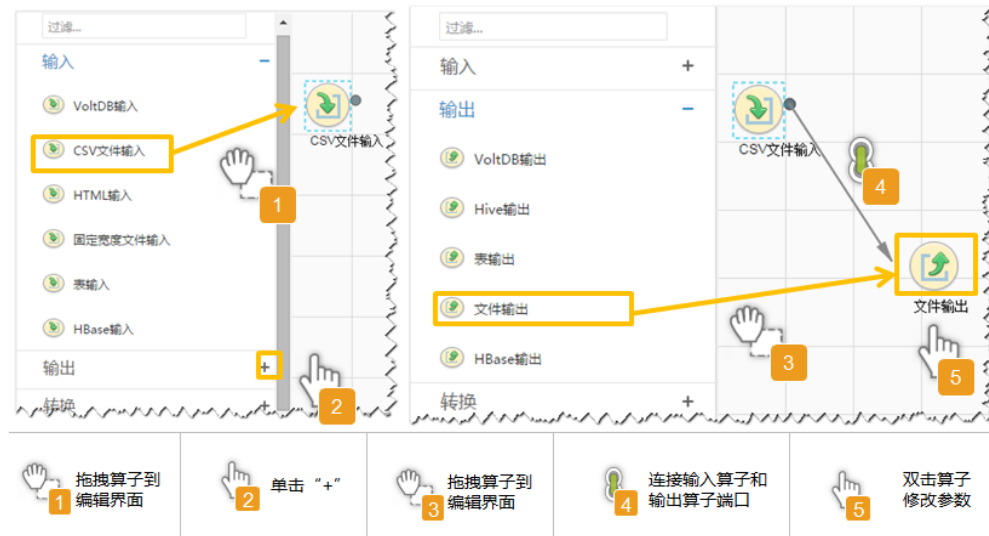 过滤...
输入
−
VoltDB输入
CSV文件输入
HTML输入
固定宽度文件输入
表输入
HBase输入
输出
+
转换
+
CSV文件输入
1
2
过滤...
输入
+
输出
−
VoltDB输出
Hive输出
表输出
文件输出
HBase输出
转换
+
CSV文件输入
4
文件输出
3
5
1
拖拽算子到
编辑界面
2
单击“+”
3
拖拽算子到
编辑界面
4
连接输入算子和
输出算子端口
5
双击算子
修改参数